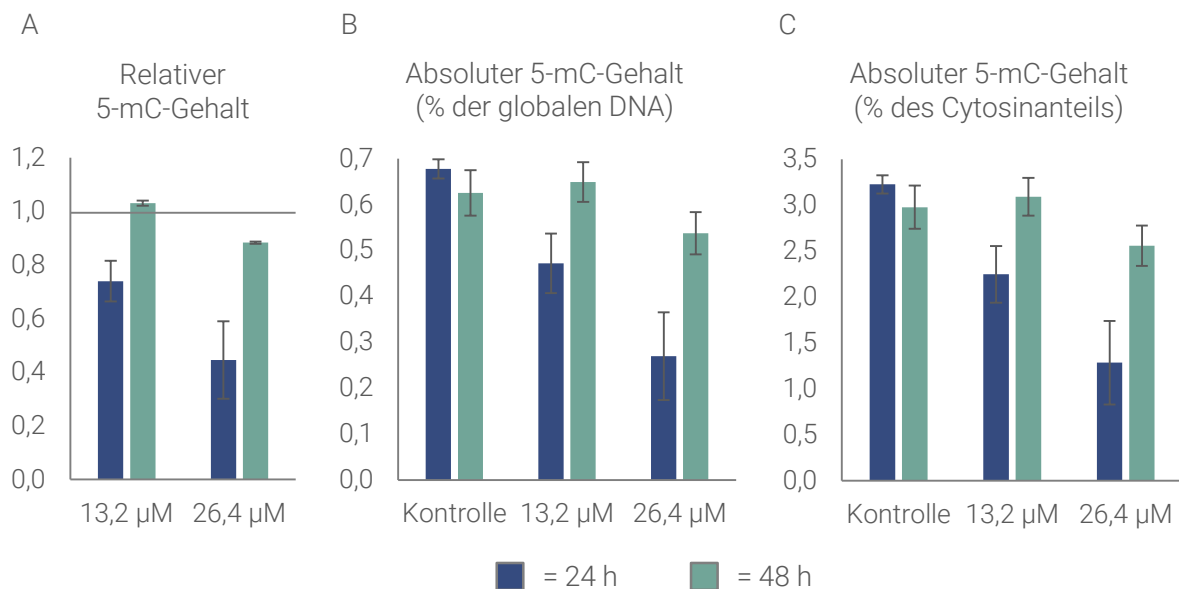 A
Relativer
5-mC-Gehalt
1,2
1,0
0,8
0,6
0,4
0,2
0,0
13,2 µM
26,4 µM
B
Absoluter 5-mC-Gehalt
(% der globalen DNA)
0,7
0,6
0,5
0,4
0,3
0,2
0,1
0,0
Kontrolle
13,2 µM
26,4 µM
C
Absoluter 5-mC-Gehalt
(% des Cytosinanteils)
3,5
3,0
2,5
2,0
1,5
1,0
0,5
0,0
Kontrolle
13,2 µM
26,4 µM
= 24 h
= 48 h